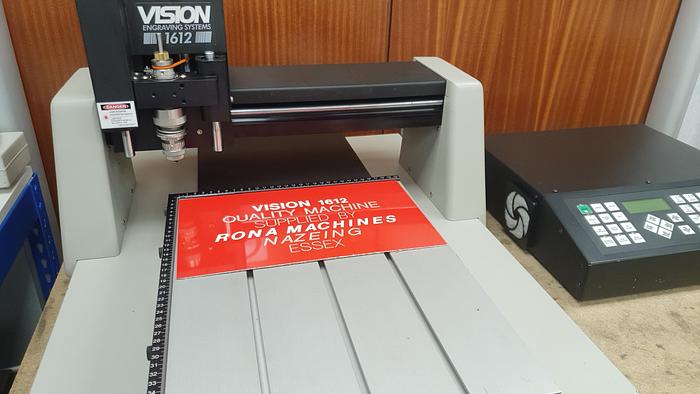 VISION
ENGRAVING SYSTEMS
1612
DANGER
VISION 1612
QUALITY MACHINE
SUPPLIED BY
RONA MACHINES
NAZEING
ESSEX